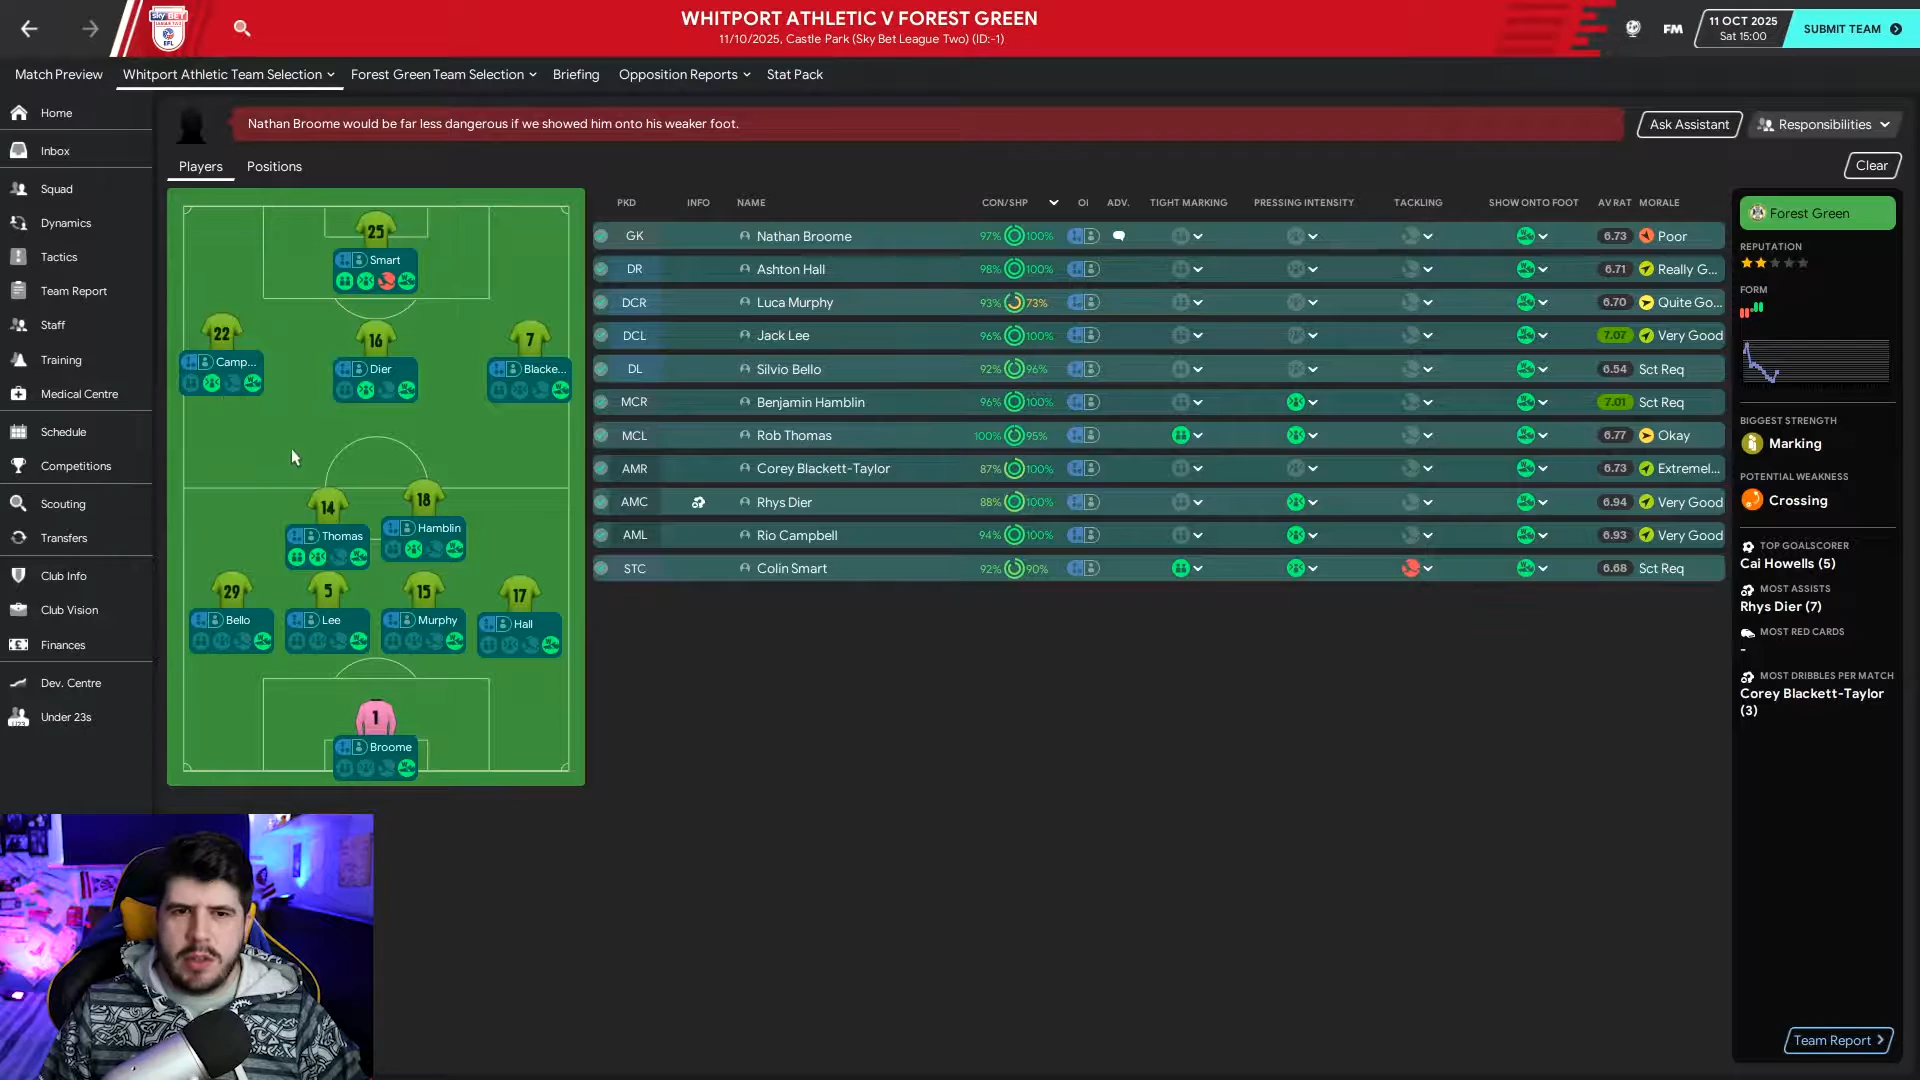 WHITPORT ATHLETIC V FOREST GREEN
11/10/2025, Castle Park (Sky Bet League Two) (ID:-1)
sky BET
EFL
FM
11 OCT 2025
Sat 15:00
SUBMIT TEAM
Match Preview
Whitport Athletic Team Selection
Forest Green Team Selection
Briefing
Opposition Reports
Stat Pack
Home
Inbox
Squad
Dynamics
Tactics
Team Report
Staff
Training
Medical Centre
Schedule
Competitions
Scouting
Transfers
Club Info
Club Vision
Finances
Dev. Centre
Under 23s
Nathan Broome would be far less dangerous if we showed him onto his weaker foot.
Ask Assistant
Responsibilities
Players
Positions
Clear
25
Smart
22
Camp...
16
Dier
7
Blacke...
14
Thomas
18
Hamblin
29
Bello
5
Lee
15
Murphy
17
Hall
1
Broome
PKD INFO NAME CON/SHP OI ADV. TIGHT MARKING PRESSING INTENSITY TACKLING SHOW ONTO FOOT AV RAT MORALE
GK Nathan Broome 97% 100% 6.73 Poor
DR Ashton Hall 98% 100% 6.71 Really G...
DCR Luca Murphy 93% 73% 6.70 Quite Go...
DCL Jack Lee 96% 100% 7.07 Very Good
DL Silvio Bello 92% 96% 6.54 Sct Req
MCR Benjamin Hamblin 96% 100% 7.01 Sct Req
MCL Rob Thomas 100% 95% 6.77 Okay
AMR Corey Blackett-Taylor 87% 100% 6.73 Extremel...
AMC Rhys Dier 88% 100% 6.94 Very Good
AML Rio Campbell 94% 100% 6.93 Very Good
STC Colin Smart 92% 90% 6.68 Sct Req
Forest Green
REPUTATION
FORM
BIGGEST STRENGTH
Marking
POTENTIAL WEAKNESS
Crossing
TOP GOALSCORER
Cai Howells (5)
MOST ASSISTS
Rhys Dier (7)
MOST RED CARDS
-
MOST DRIBBLES PER MATCH
Corey Blackett-Taylor
(3)
Team Report